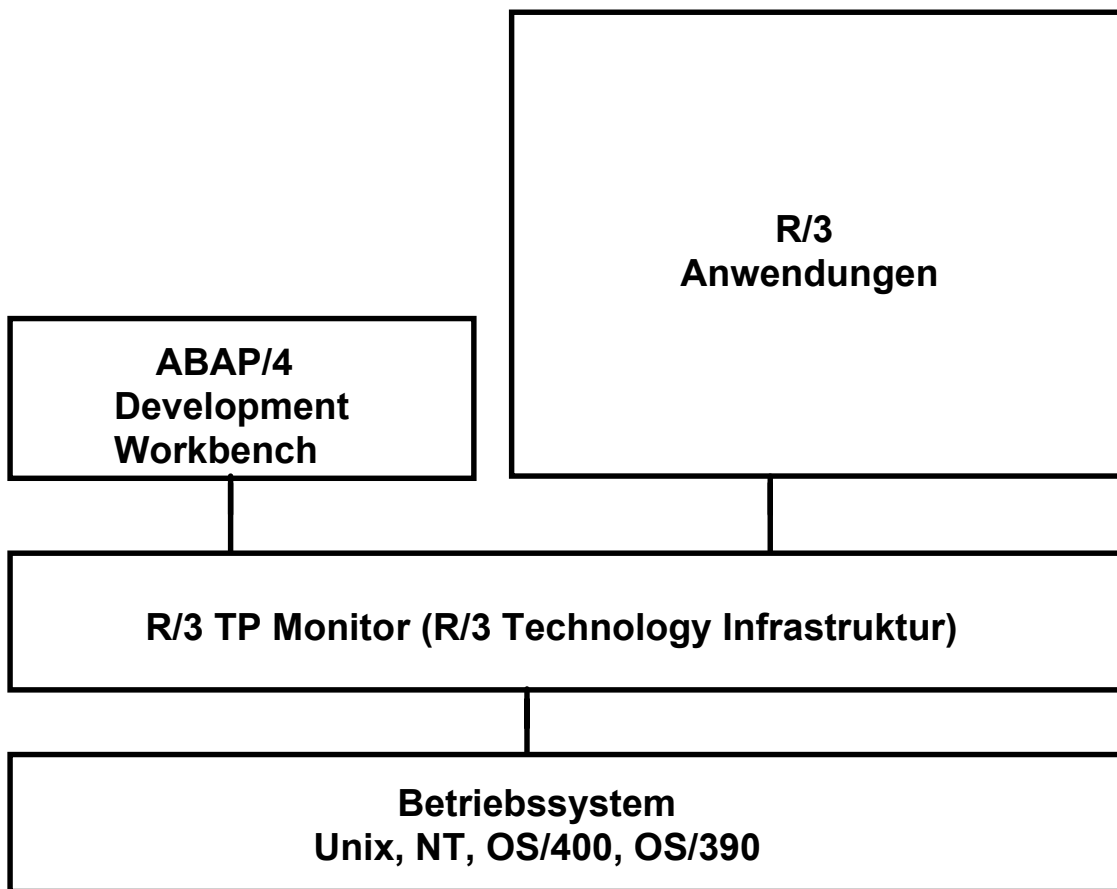 R/3
Anwendungen
ABAP/4
Development
Workbench
R/3 TP Monitor (R/3 Technology Infrastruktur)
Betriebssystem
Unix, NT, OS/400, OS/390